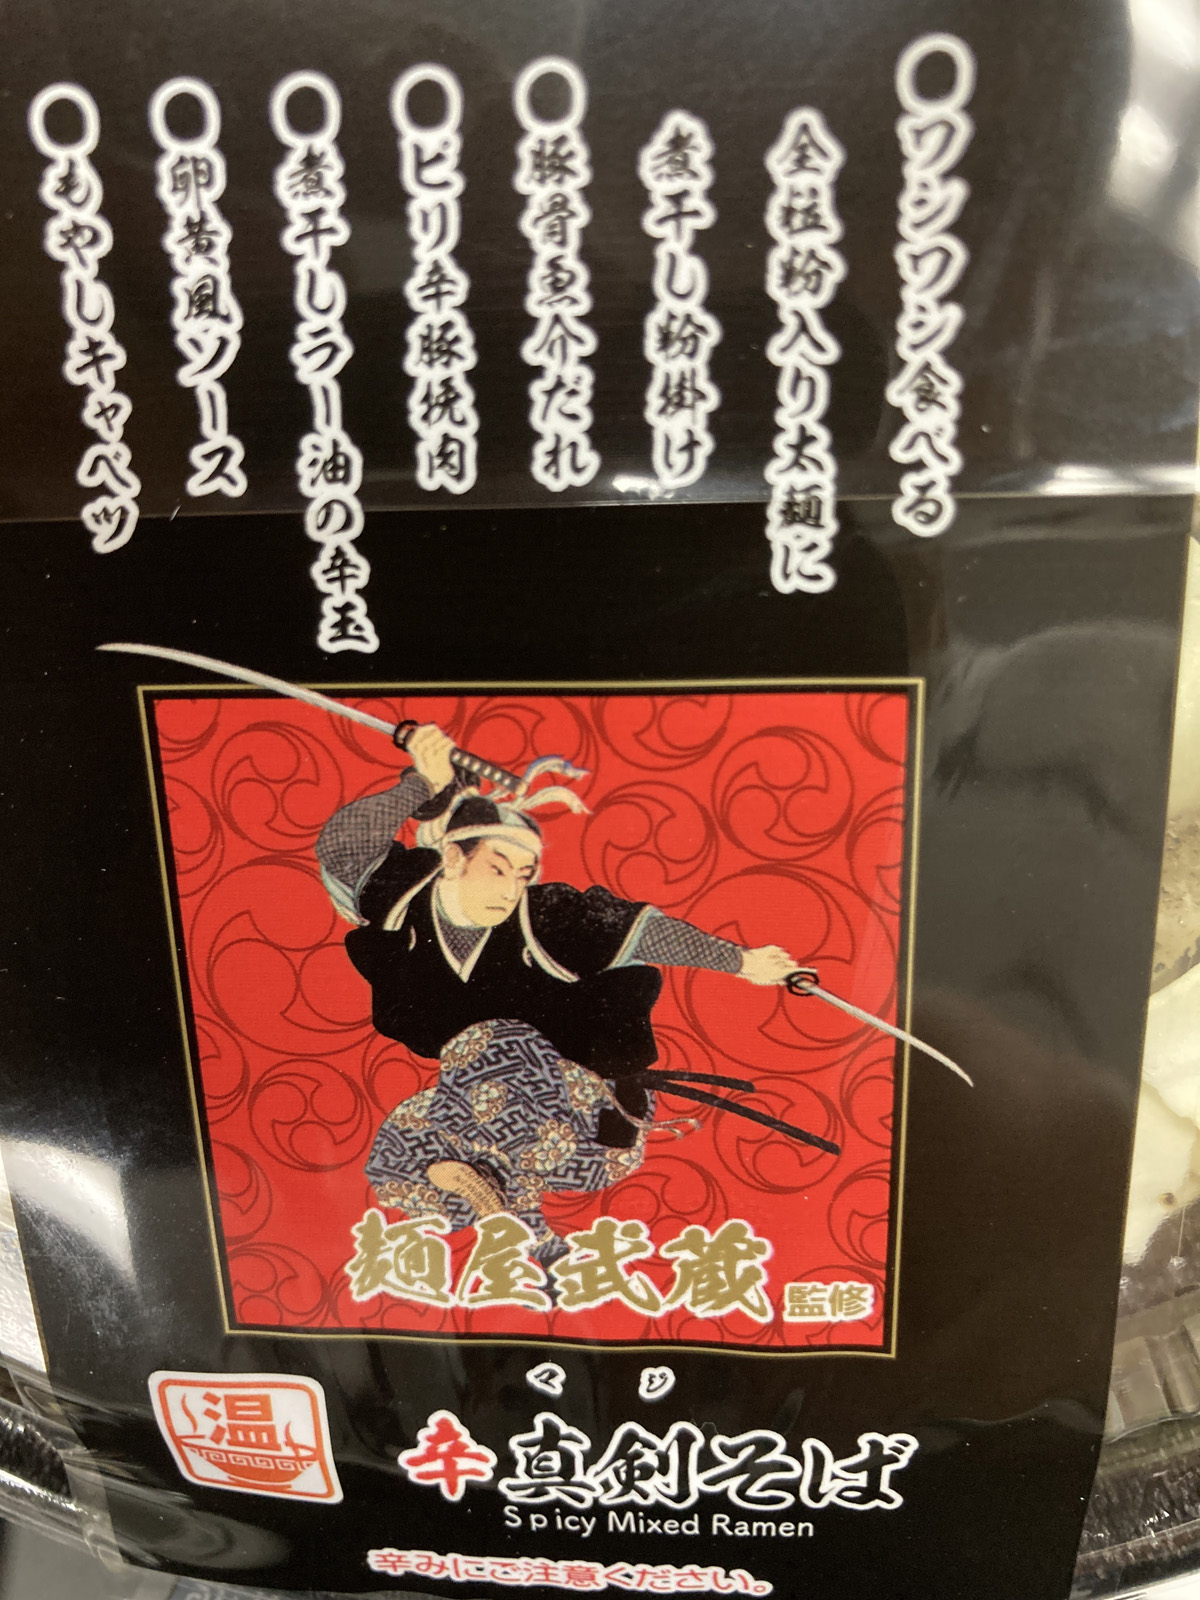 ○ワシワシ食べる
全粒粉入り太麺に
煮干し粉掛け
○豚骨魚介だれ
○ピリ辛豚焼肉
○煮干しラー油の辛玉
○卵黄風ソース
○もやしキャベツ
麺屋武蔵 監修
温
マジ
辛真剣そば
Spicy Mixed Ramen
辛みにご注意ください。